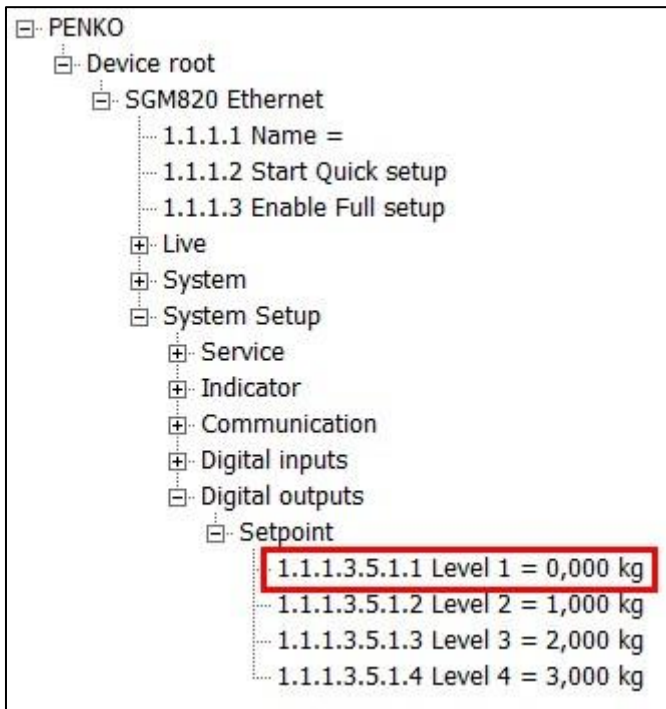 PENKO
Device root
SGM820 Ethernet
1.1.1.1 Name =
1.1.1.2 Start Quick setup
1.1.1.3 Enable Full setup
Live
System
System Setup
Service
Indicator
Communication
Digital inputs
Digital outputs
Setpoint
1.1.1.3.5.1.1 Level 1 = 0,000 kg
1.1.1.3.5.1.2 Level 2 = 1,000 kg
1.1.1.3.5.1.3 Level 3 = 2,000 kg
1.1.1.3.5.1.4 Level 4 = 3,000 kg